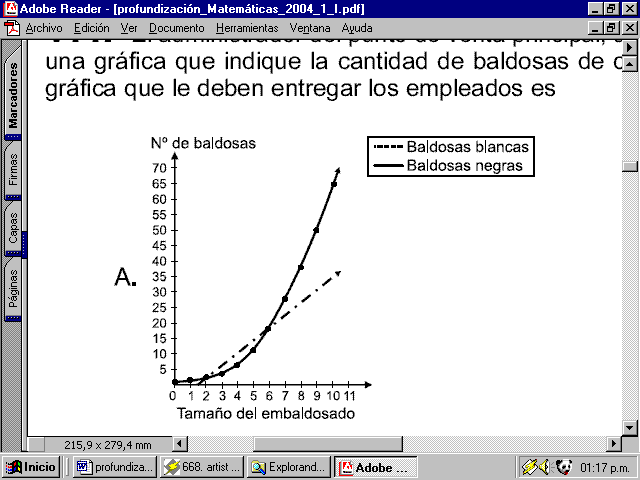 Adobe Reader - [profundización_Matemáticas_2004_1_I.pdf]
Archivo Edición Ver Documento Herramientas Ventana Ayuda
una gráfica que indique la cantidad de baldosas de
gráfica que le deben entregar los empleados es
Marcadores
Firmas
Capas
Páginas
A.
Nº de baldosas
Baldosas blancas
Baldosas negras
70
65
60
55
50
45
40
35
30
25
20
15
10
5
0 1 2 3 4 5 6 7 8 9 10 11
Tamaño del embaldosado
215,9 x 279,4 mm
Inicio profundiza... 668. artist ... Explorand... Adobe ... 01:17 p.m.